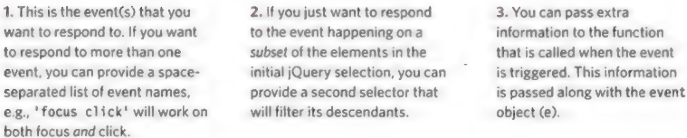 1. This is the event(s) that you
want to respond to. If you want
to respond to more than one
event, you can provide a space-
separated list of event names,
e.g., 'focus click' will work on
both focus and click.
2. If you just want to respond
to the event happening on a
subset of the elements in the
initial jQuery selection, you can
provide a second selector that
will filter its descendants.
3. You can pass extra
information to the function
that is called when the event
is triggered. This information
is passed along with the event
object (e).